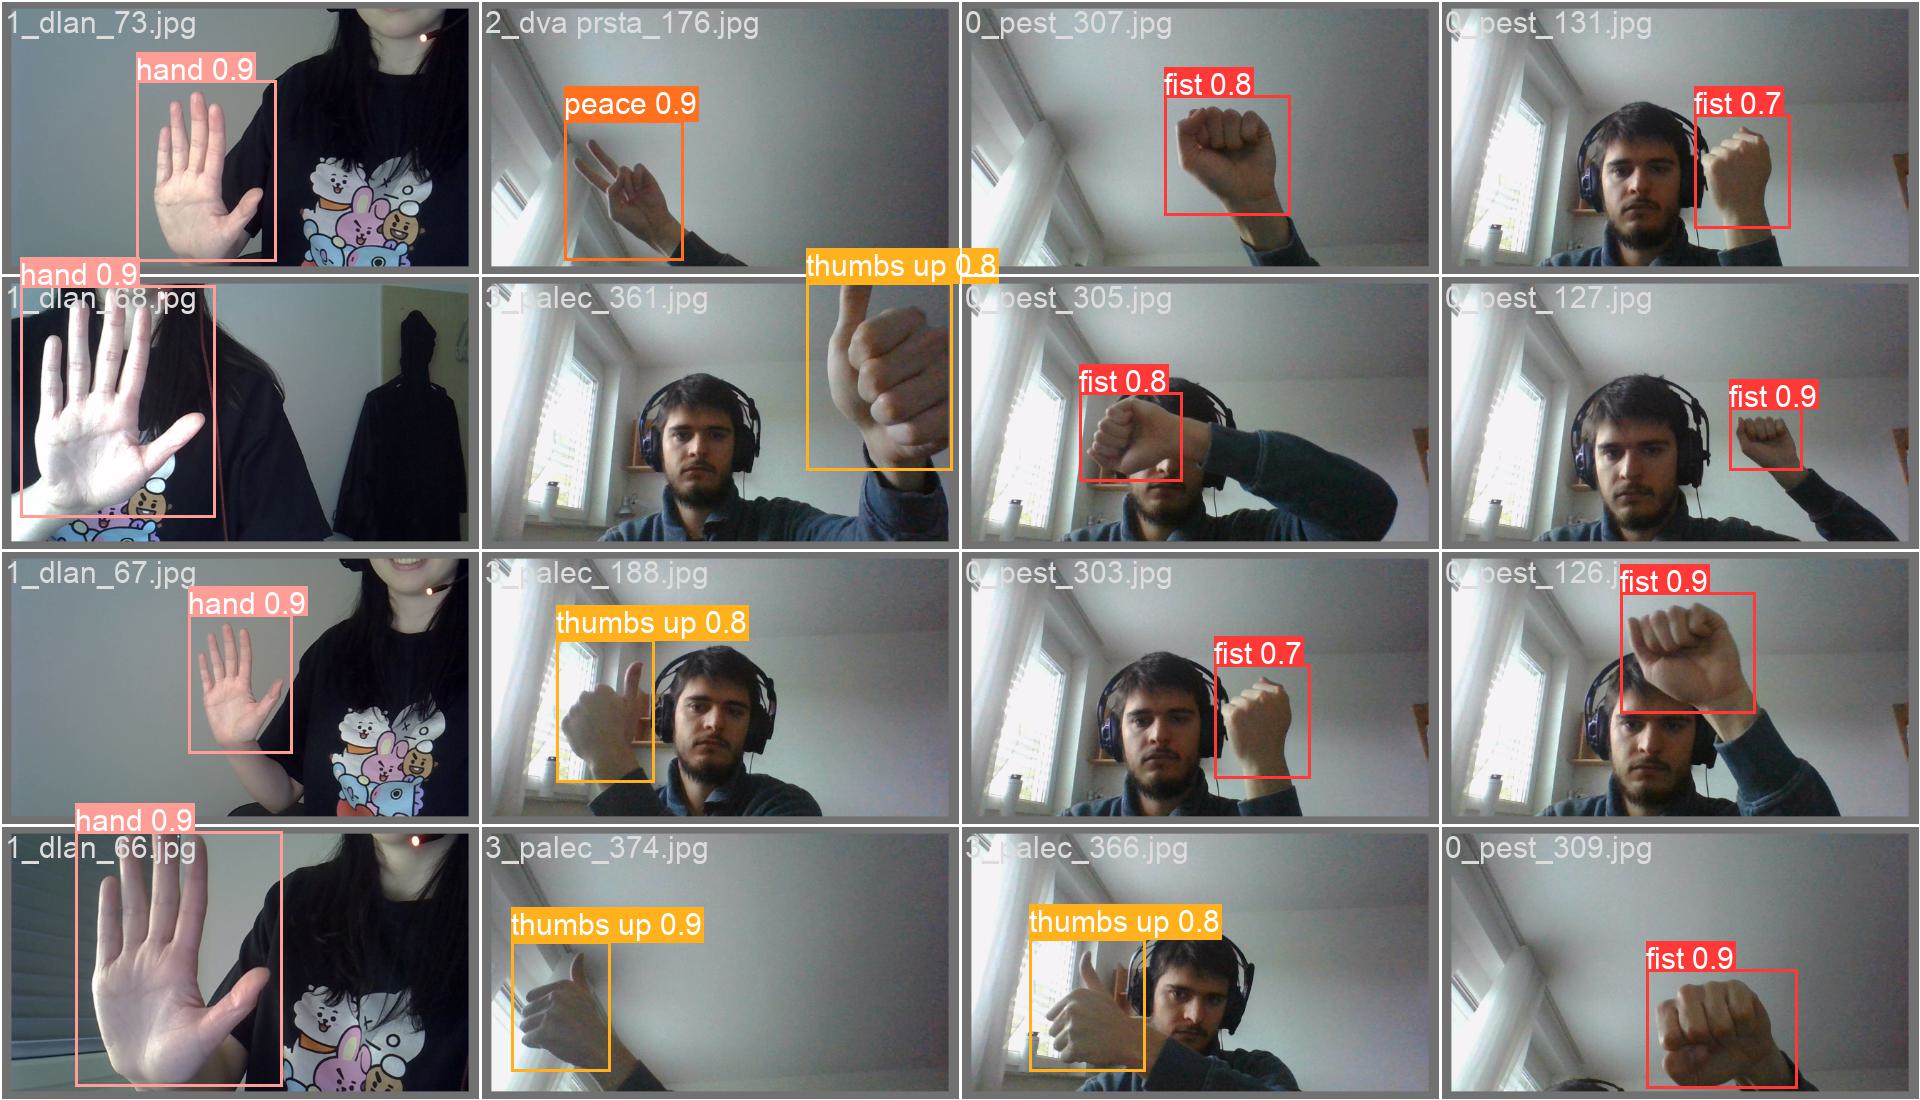 1_dlan_73.jpg
hand 0.9
2_dva prsta_176.jpg
peace 0.9
0_pest_307.jpg
fist 0.8
0_pest_131.jpg
fist 0.7
hand 0.9
1_dlan_68.jpg
thumbs up 0.8
3_palec_361.jpg
0_pest_305.jpg
fist 0.8
0_pest_127.jpg
fist 0.9
1_dlan_67.jpg
hand 0.9
3_palec_188.jpg
thumbs up 0.8
0_pest_303.jpg
fist 0.7
0_pest_126.j
fist 0.9
hand 0.9
1_dlan_66.jpg
3_palec_374.jpg
thumbs up 0.9
3_palec_366.jpg
thumbs up 0.8
0_pest_309.jpg
fist 0.9